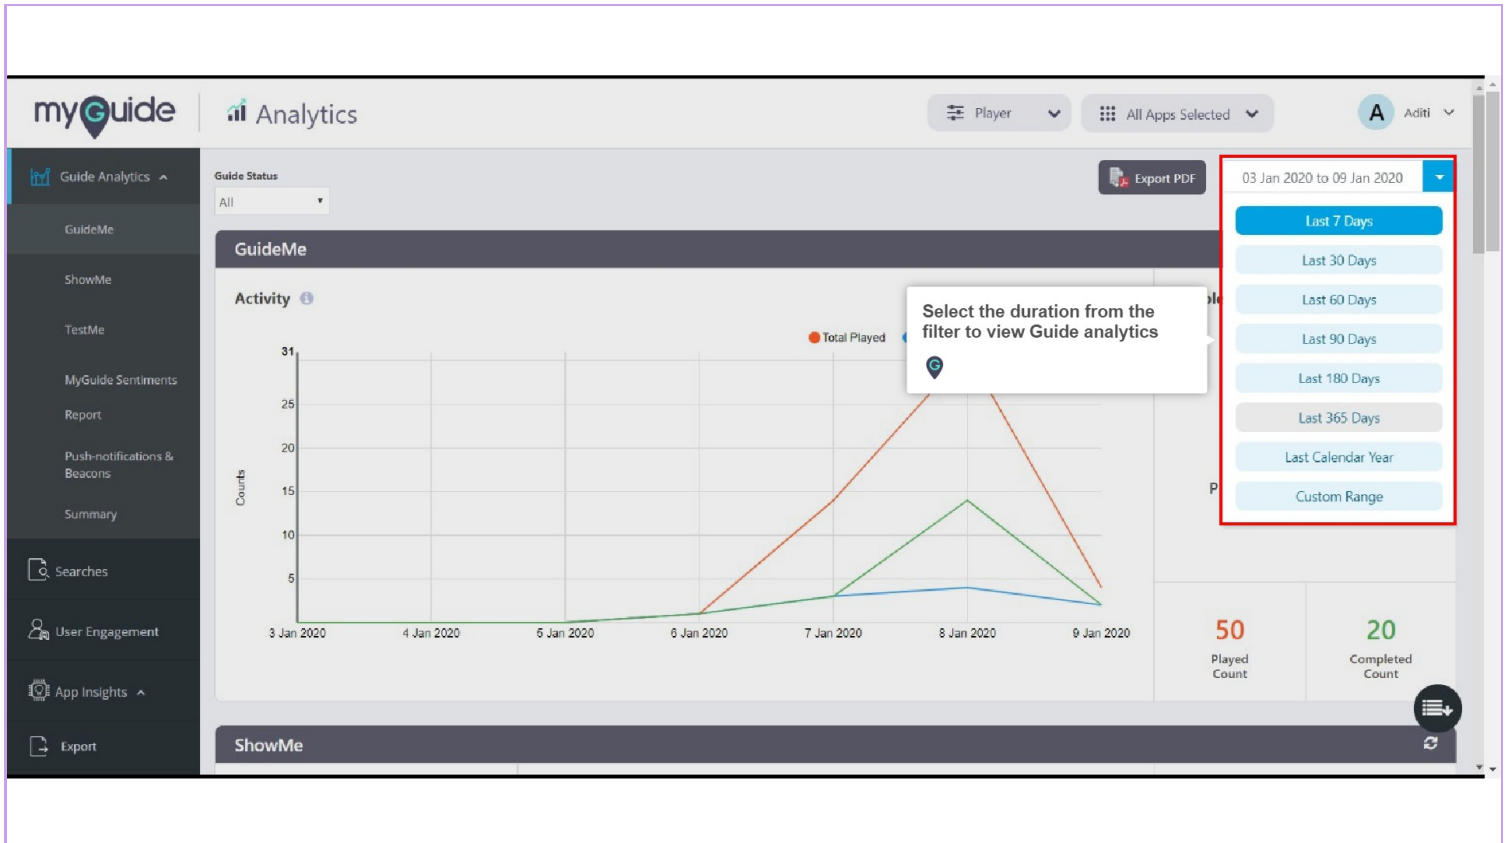 myGuide
Analytics
Player
All Apps Selected
A
Aditi
Guide Analytics
GuideMe
ShowMe
TestMe
MyGuide Sentiments
Report
Push-notifications &
Beacons
Summary
Searches
User Engagement
App Insights
Export
Guide Status
All
Export PDF
03 Jan 2020 to 09 Jan 2020
Last 7 Days
Last 30 Days
Last 60 Days
Last 90 Days
Last 180 Days
Last 365 Days
Last Calendar Year
Custom Range
GuideMe
Activity
Select the duration from the
filter to view Guide analytics
G
Total Played
31
25
20
15
10
5
Counts
3 Jan 2020
4 Jan 2020
5 Jan 2020
6 Jan 2020
7 Jan 2020
8 Jan 2020
9 Jan 2020
50
Played
Count
20
Completed
Count
ShowMe